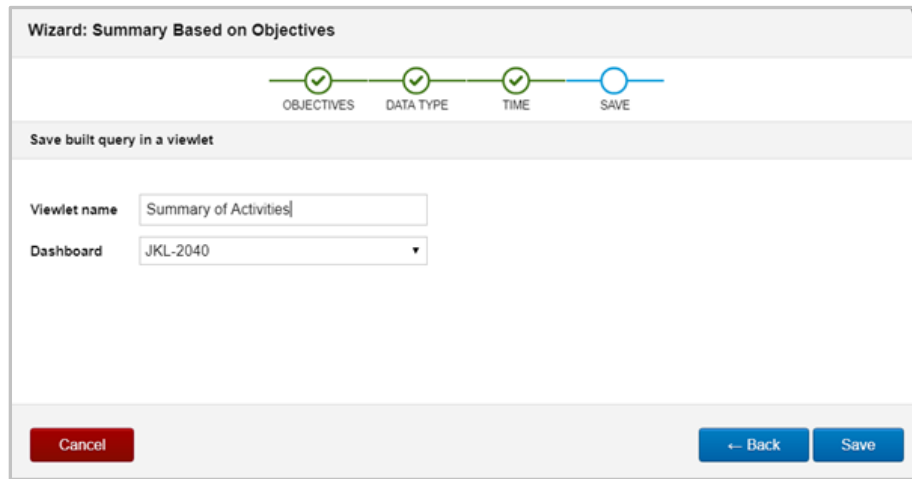 Wizard: Summary Based on Objectives
OBJECTIVES DATA TYPE TIME SAVE
Save built query in a viewlet
Viewlet name Summary of Activities
Dashboard JKL-2040
Cancel ← Back Save